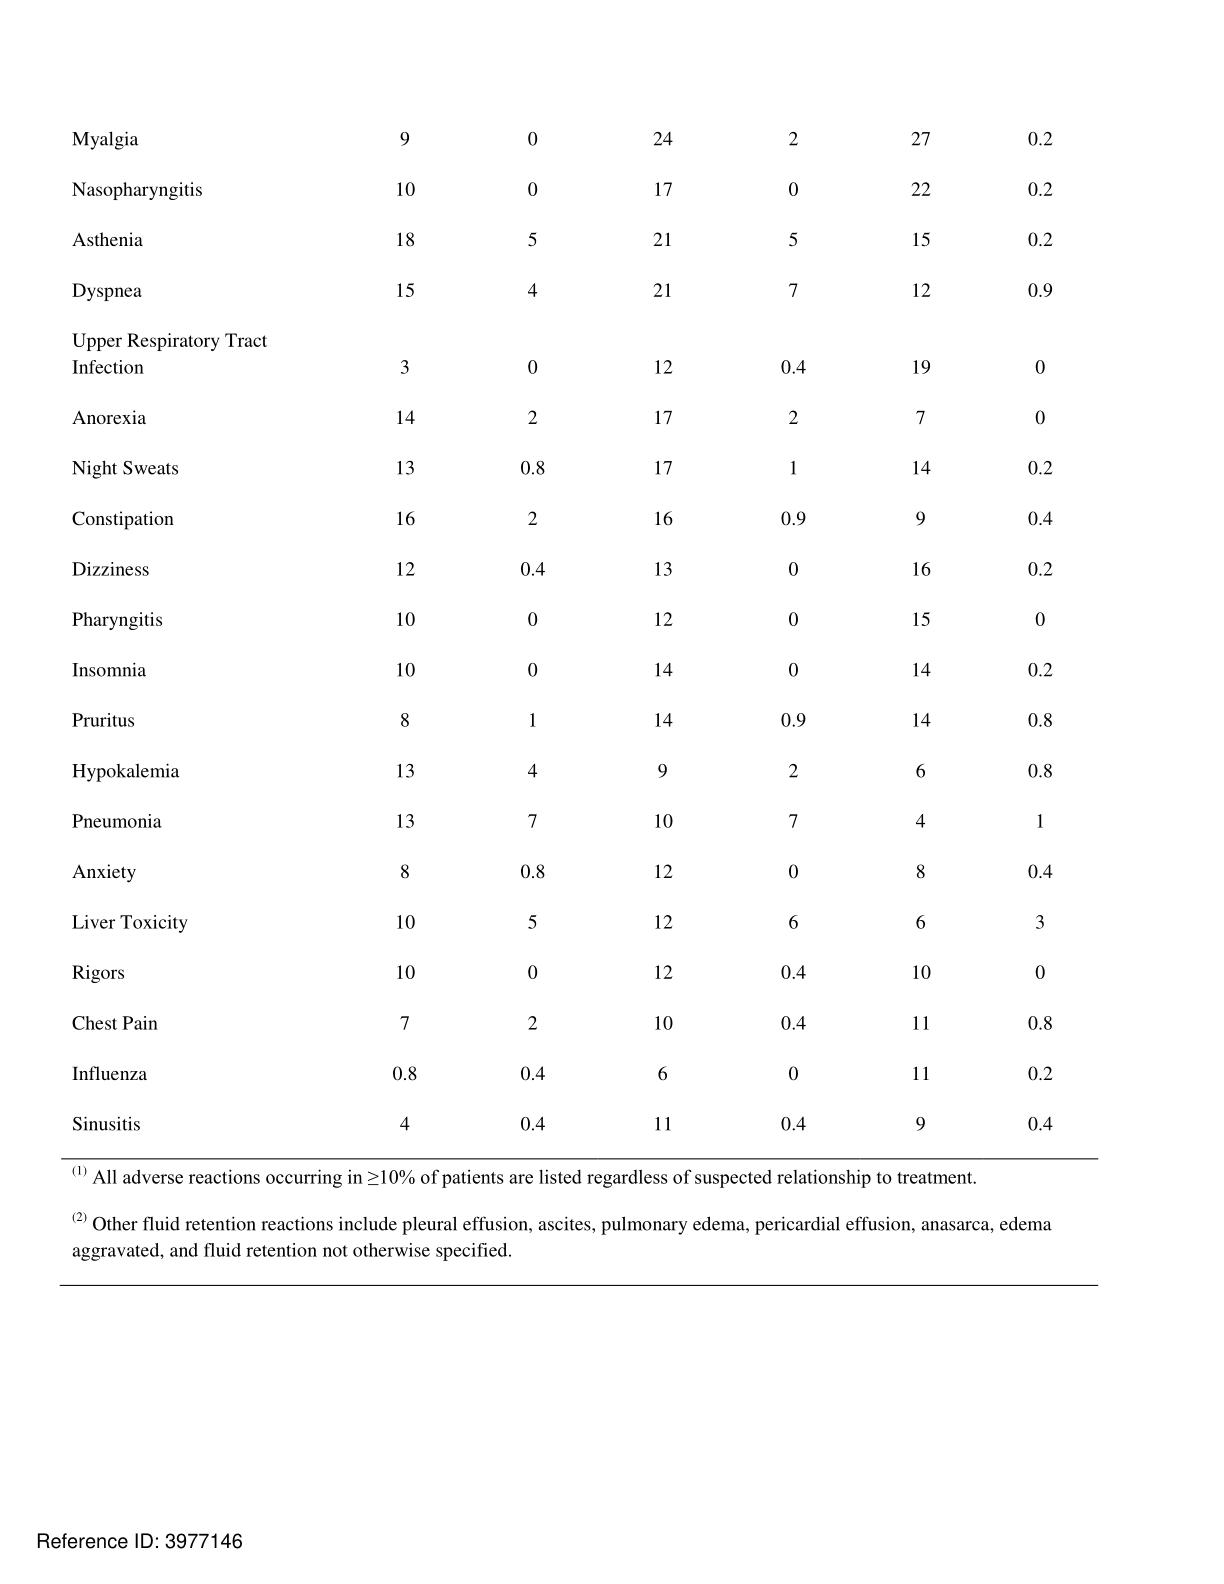 Myalgia 9 0 24 2 27 0.2
Nasopharyngitis 10 0 17 0 22 0.2
Asthenia 18 5 21 5 15 0.2
Dyspnea 15 4 21 7 12 0.9
Upper Respiratory Tract
Infection 3 0 12 0.4 19 0
Anorexia 14 2 17 2 7 0
Night Sweats 13 0.8 17 1 14 0.2
Constipation 16 2 16 0.9 9 0.4
Dizziness 12 0.4 13 0 16 0.2
Pharyngitis 10 0 12 0 15 0
Insomnia 10 0 14 0 14 0.2
Pruritus 8 1 14 0.9 14 0.8
Hypokalemia 13 4 9 2 6 0.8
Pneumonia 13 7 10 7 4 1
Anxiety 8 0.8 12 0 8 0.4
Liver Toxicity 10 5 12 6 6 3
Rigors 10 0 12 0.4 10 0
Chest Pain 7 2 10 0.4 11 0.8
Influenza 0.8 0.4 6 0 11 0.2
Sinusitis 4 0.4 11 0.4 9 0.4
(1) All adverse reactions occurring in ≥10% of patients are listed regardless of suspected relationship to treatment.
(2) Other fluid retention reactions include pleural effusion, ascites, pulmonary edema, pericardial effusion, anasarca, edema
aggravated, and fluid retention not otherwise specified.
Reference ID: 3977146